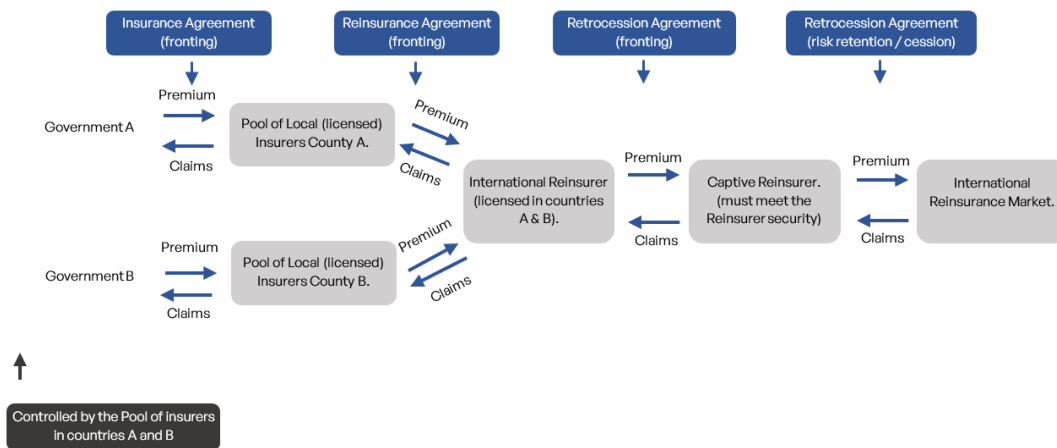 Insurance Agreement
(fronting)
Reinsurance Agreement
(fronting)
Retrocession Agreement
(fronting)
Retrocession Agreement
(risk retention / cession)
Government A
Premium
Claims
Pool of Local (licensed)
Insurers County A.
Premium
Claims
Government B
Premium
Claims
Pool of Local (licensed)
Insurers County B.
Premium
Claims
International Reinsurer
(licensed in countries
A & B).
Premium
Claims
Captive Reinsurer.
(must meet the
Reinsurer security)
Premium
Claims
International
Reinsurance Market.
Controlled by the Pool of insurers
in countries A and B